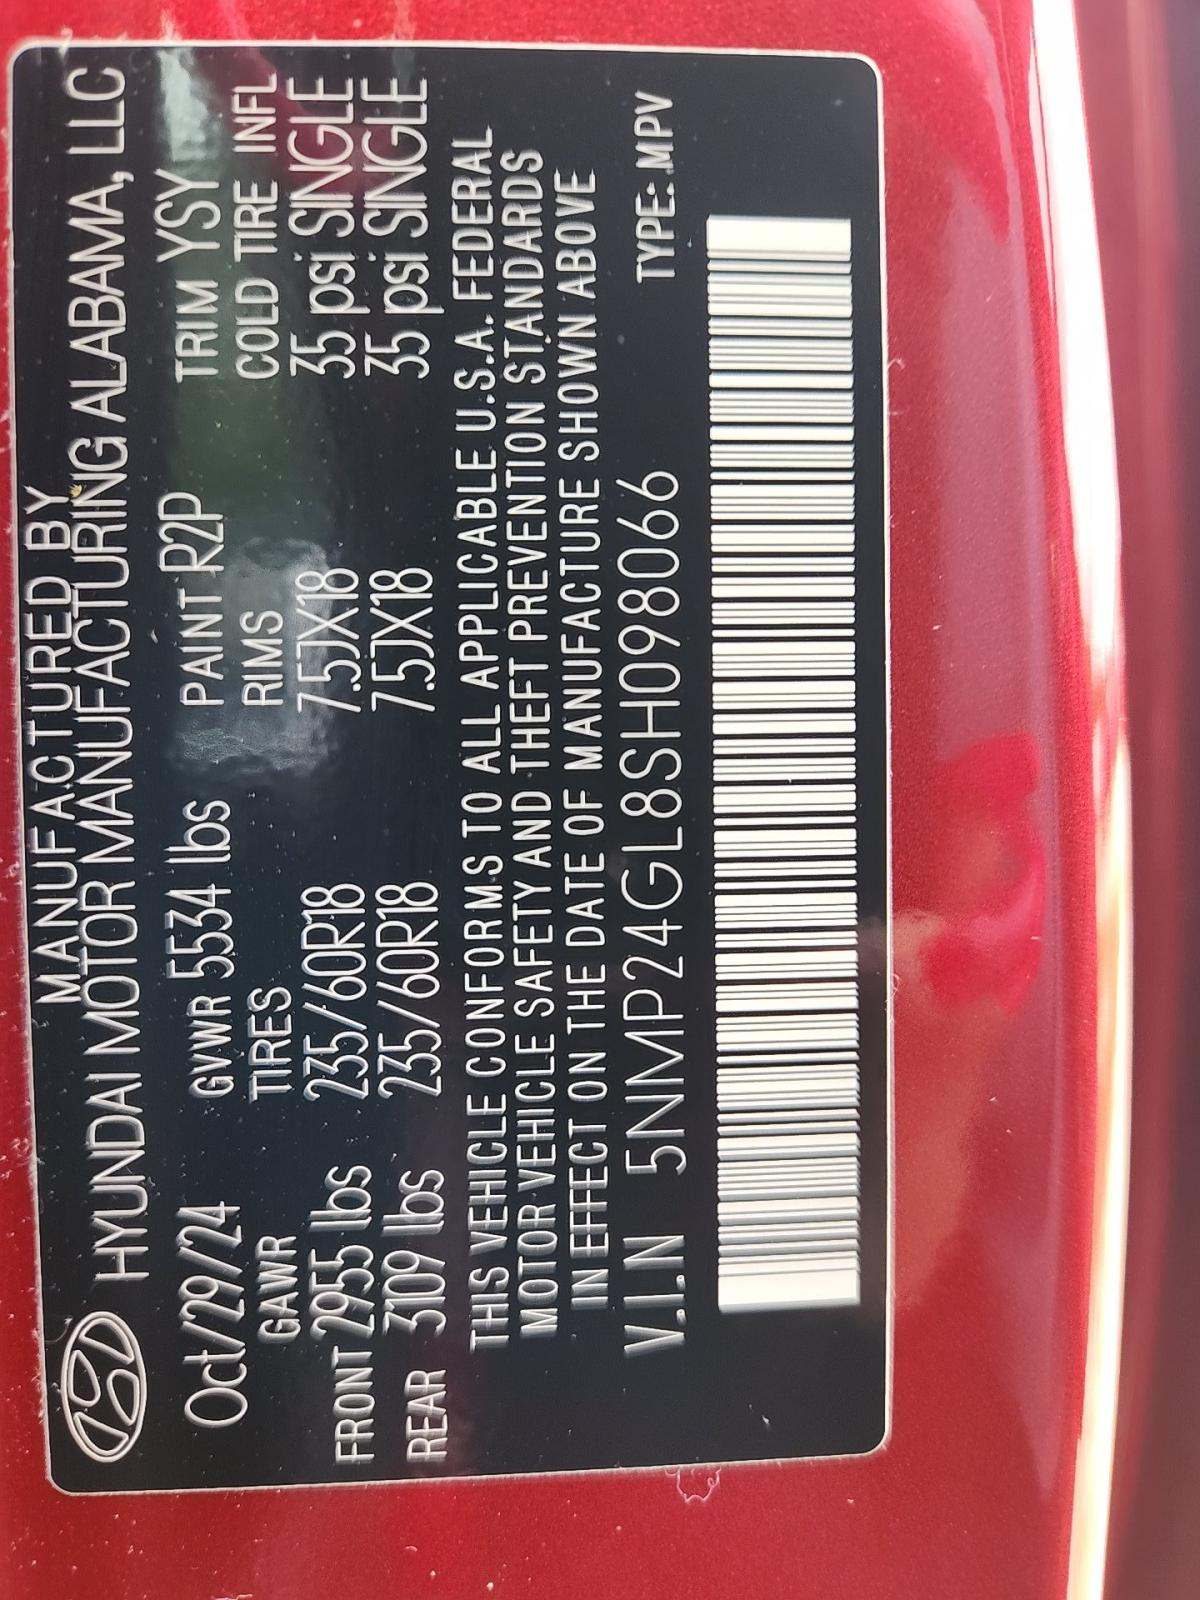 MANUFACTURED BY
HYUNDAI MOTOR MANUFACTURING ALABAMA, LLC
Oct/29/24 GVWR 5534 lbs PAINT R2P TRIM YSY
GAWR TIRES RIMS COLD TIRE INFL
FRONT 2955 lbs 235/60R18 7.5JX18 35 psi SINGLE
REAR 3109 lbs 235/60R18 7.5JX18 35 psi SINGLE
THIS VEHICLE CONFORMS TO ALL APPLICABLE U.S.A. FEDERAL
MOTOR VEHICLE SAFETY AND THEFT PREVENTION STANDARDS
IN EFFECT ON THE DATE OF MANUFACTURE SHOWN ABOVE
V.I.N 5NMP24GL8SH098066 TYPE: MPV